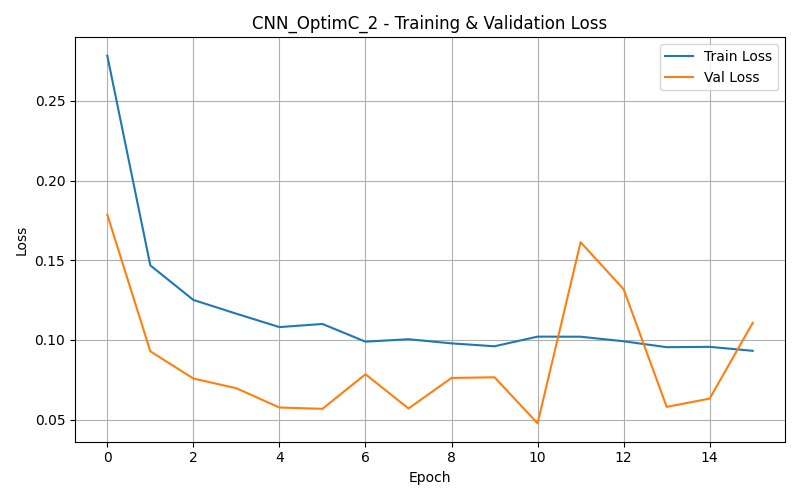 CNN_OptimC_2 - Training & Validation Loss
Train Loss
Val Loss
Loss
0.25
0.20
0.15
0.10
0.05
0 2 4 6 8 10 12 14
Epoch